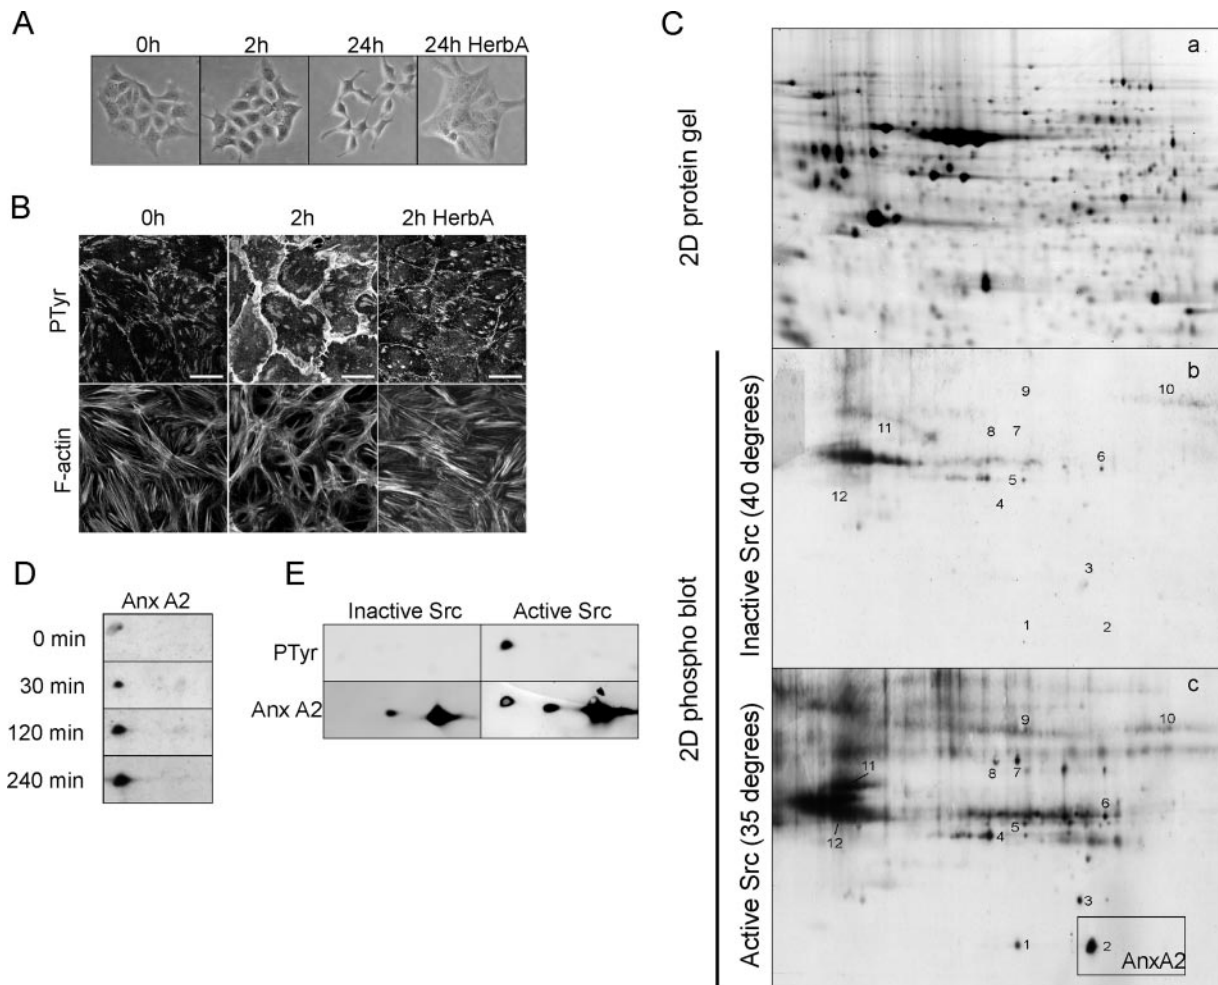 A
0h 2h 24h 24h HerbA
B
0h 2h 2h HerbA
PTyr
F-actin
D
Anx A2
0 min
30 min
120 min
240 min
E
Inactive Src Active Src
PTyr
Anx A2
C
2D protein gel
a
2D phospho blot
Inactive Src (40 degrees)
b
9
10
11
8 7
6
5
12
4
3
1 2
Active Src (35 degrees)
c
9 10
11
8 7
6
5
12
4
3
1 2
AnxA2